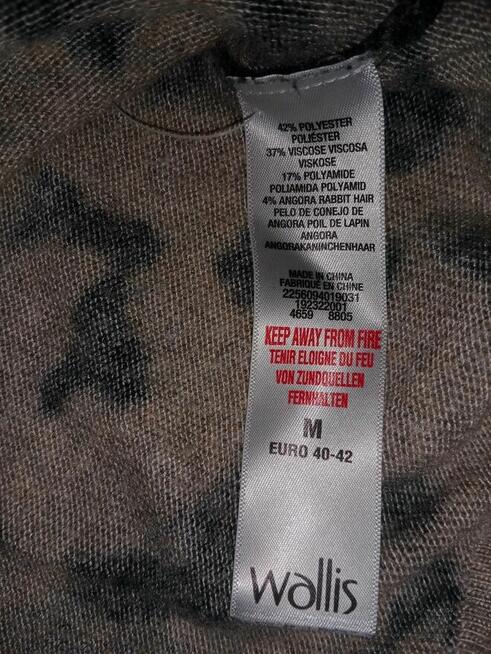 42% POLYESTER
POLIÉSTER
37% VISCOSE VISCOSA
VISKOSE
17% POLYAMIDE
POLIAMIDA POLYAMID
4% ANGORA RABBIT HAIR
PELO DE CONEJO DE
ANGORA POIL DE LAPIN
ANGORA
ANGORAKANINCHENHAAR
MADE IN CHINA
FABRIQUÉ EN CHINE
2256094019031
192322001
4659 8805
KEEP AWAY FROM FIRE
TENIR ELOIGNE DU FEU
VON ZUNDQUELLEN
FERNHALTEN
M
EURO 40-42
wallis